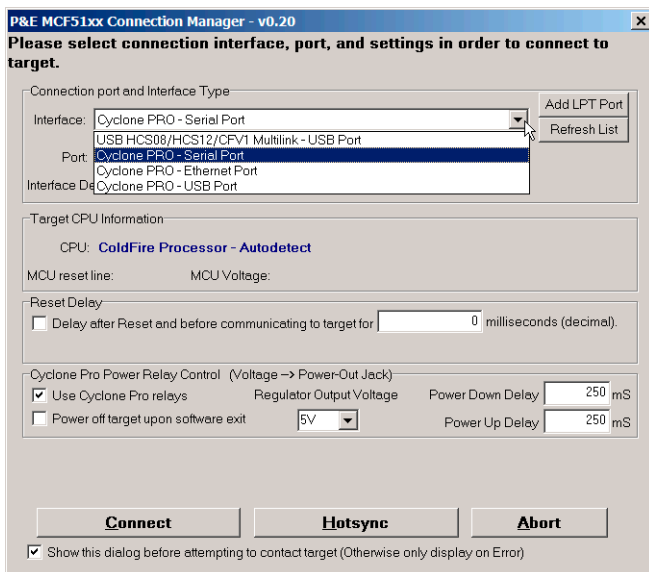 P&E MCF51xx Connection Manager - v0.20
Please select connection interface, port, and settings in order to connect to
target.
Connection port and Interface Type
Add LPT Port
Interface: Cyclone PRO - Serial Port
Refresh List
USB HCS08/HCS12/CFV1 Multilink - USB Port
Port: Cyclone PRO - Serial Port
Cyclone PRO - Ethernet Port
Interface De Cyclone PRO - USB Port
Target CPU Information
CPU: ColdFire Processor - Autodetect
MCU reset line: MCU Voltage:
Reset Delay
Delay after Reset and before communicating to target for 0 milliseconds (decimal).
Cyclone Pro Power Relay Control (Voltage --> Power-Out Jack)
Use Cyclone Pro relays Regulator Output Voltage Power Down Delay 250 mS
Power off target upon software exit 5V Power Up Delay 250 mS
Connect Hotsync Abort
Show this dialog before attempting to contact target (Otherwise only display on Error)